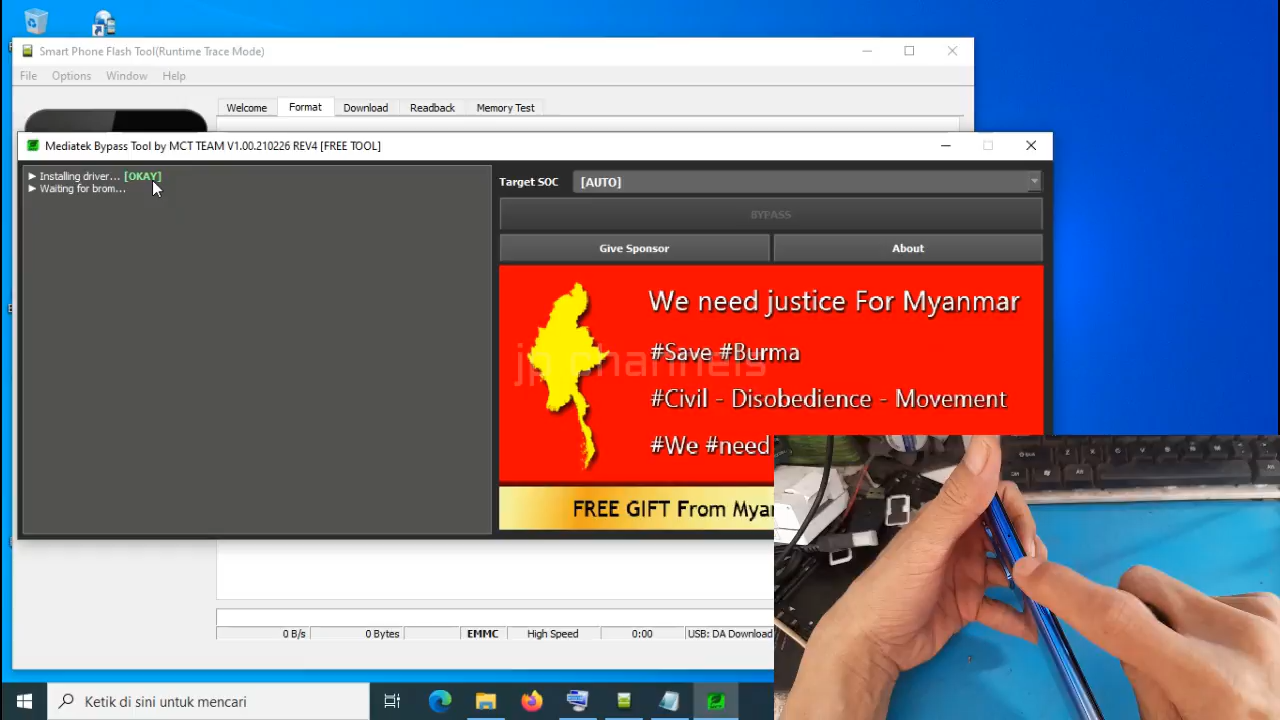 Smart Phone Flash Tool(Runtime Trace Mode)
File Options Window Help
Welcome Format Download Readback Memory Test
Mediatek Bypass Tool by MCT TEAM V1.00.210226 REV4 [FREE TOOL]
Installing driver... [OKAY]
Waiting for brom...
Target SOC [AUTO]
BYPASS
Give Sponsor About
We need justice For Myanmar
#Save #Burma
jp channels
#Civil - Disobedience - Movement
#We #need
FREE GIFT From Myan
0 B/s 0 Bytes EMMC High Speed 0:00 USB: DA Download
Ketik di sini untuk mencari